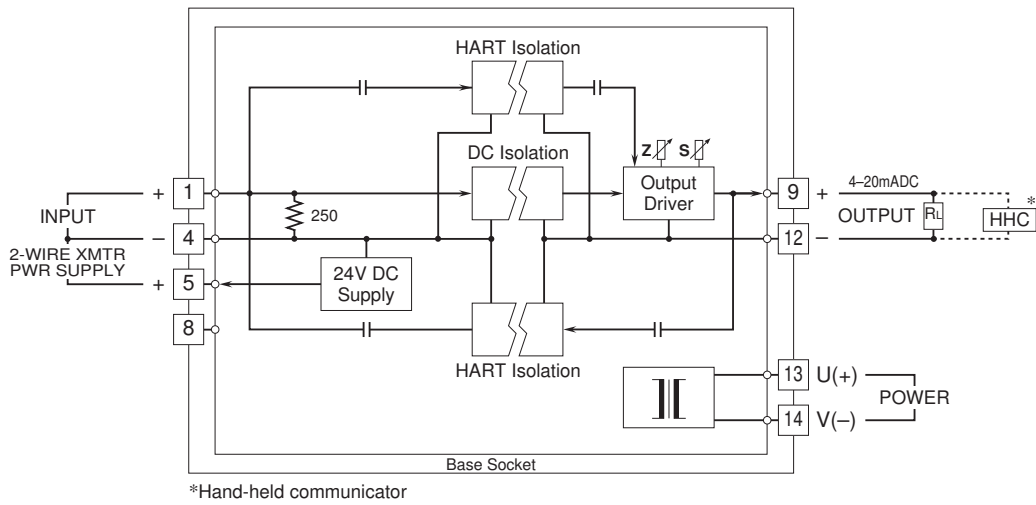 HART Isolation
DC Isolation
Z
S
Output
Driver
1
+
INPUT
250
4
–
2-WIRE XMTR
PWR SUPPLY
24V DC
Supply
5
+
8
9
+
4–20mADC
OUTPUT
RL
HHC
*
12
–
HART Isolation
13
U(+)
POWER
14
V(–)
Base Socket
*Hand-held communicator